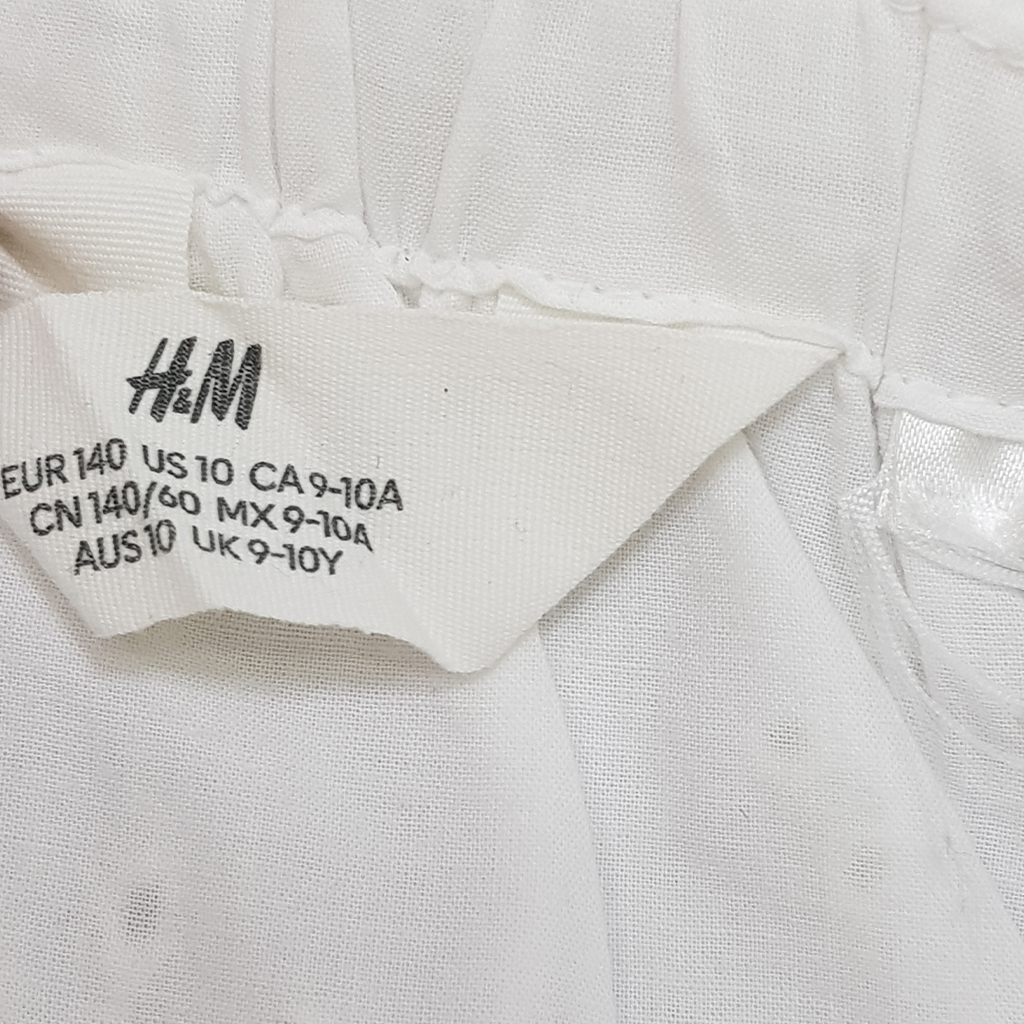 H&M
EUR 140 US 10 CA 9-10A
CN 140/60 MX 9-10A
AUS 10 UK 9-10Y